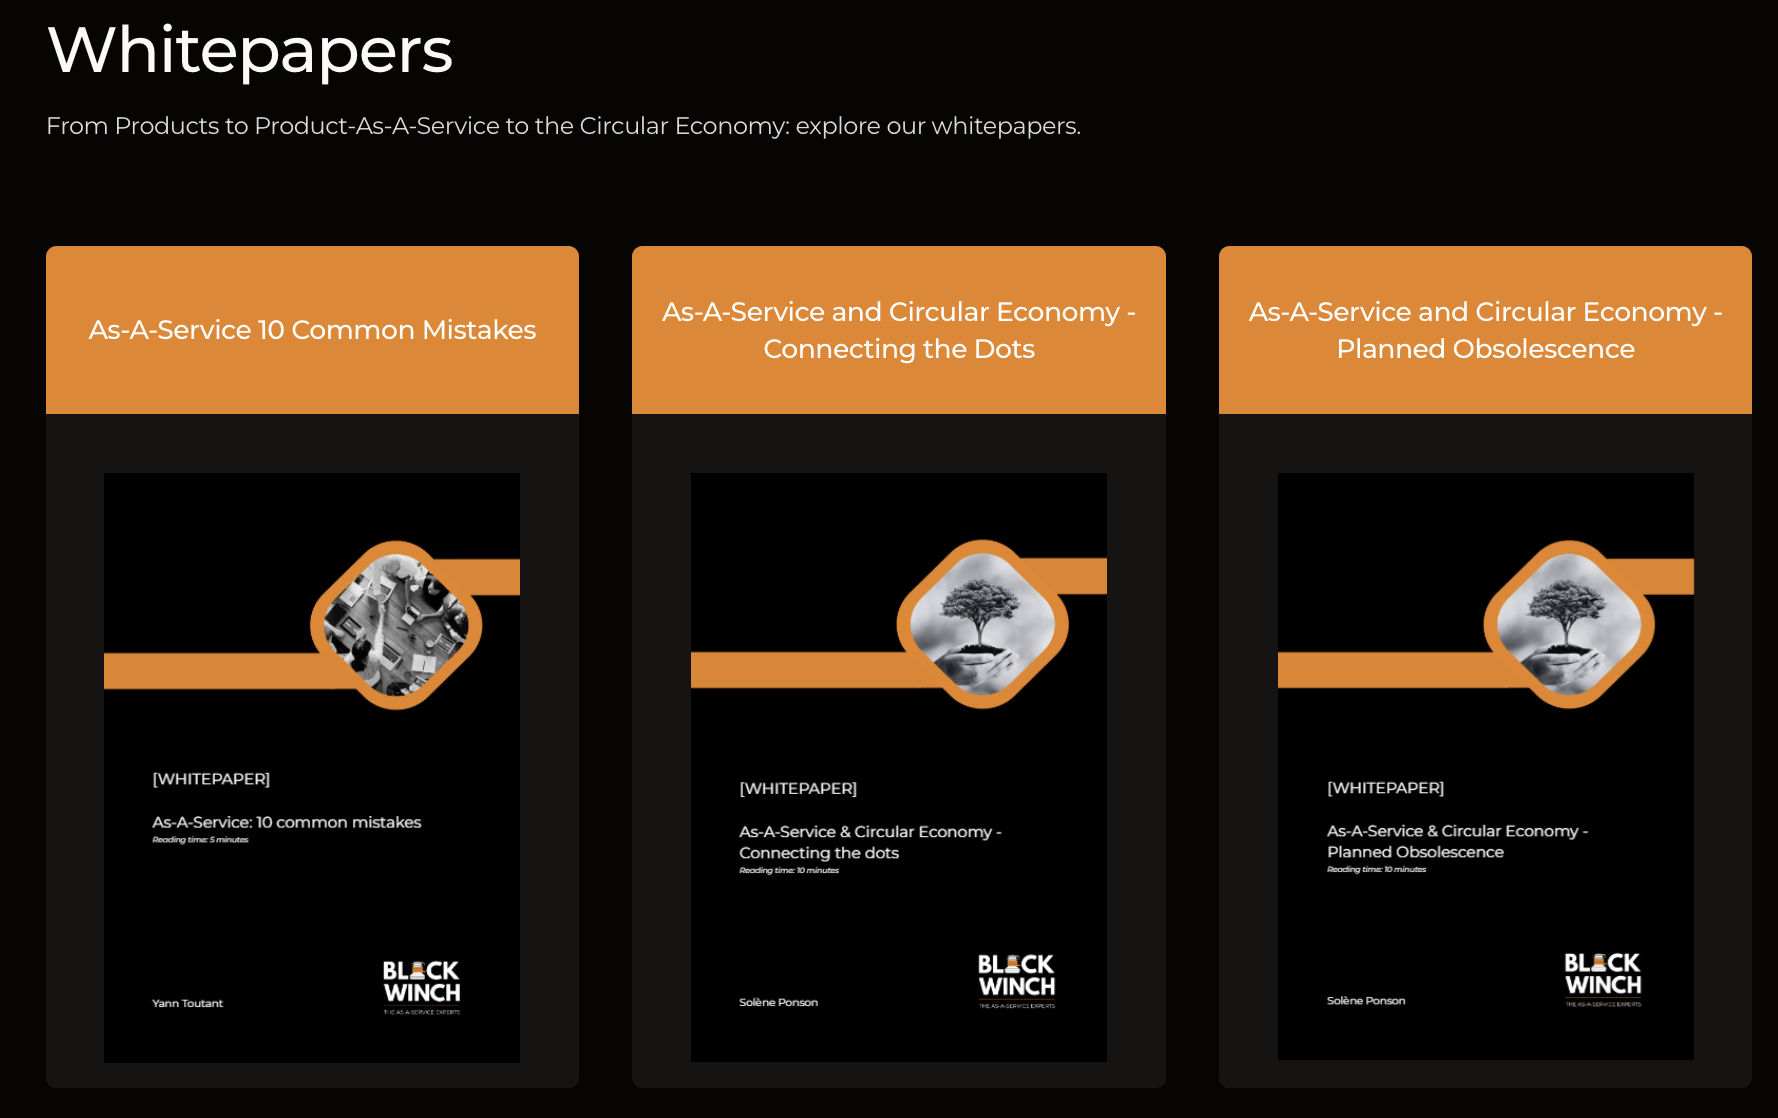 Whitepapers
From Products to Product-As-A-Service to the Circular Economy: explore our whitepapers.
As-A-Service 10 Common Mistakes
[WHITEPAPER]
As-A-Service: 10 common mistakes
Reading time: 5 minutes
Yann Toutant
BLACK
WINCH
THE AS-A-SERVICE EXPERTS
As-A-Service and Circular Economy -
Connecting the Dots
[WHITEPAPER]
As-A-Service & Circular Economy -
Connecting the dots
Reading time: 10 minutes
Solène Ponson
BLACK
WINCH
THE AS-A-SERVICE EXPERTS
As-A-Service and Circular Economy -
Planned Obsolescence
[WHITEPAPER]
As-A-Service & Circular Economy -
Planned Obsolescence
Reading time: 10 minutes
Solène Ponson
BLACK
WINCH
THE AS-A-SERVICE EXPERTS